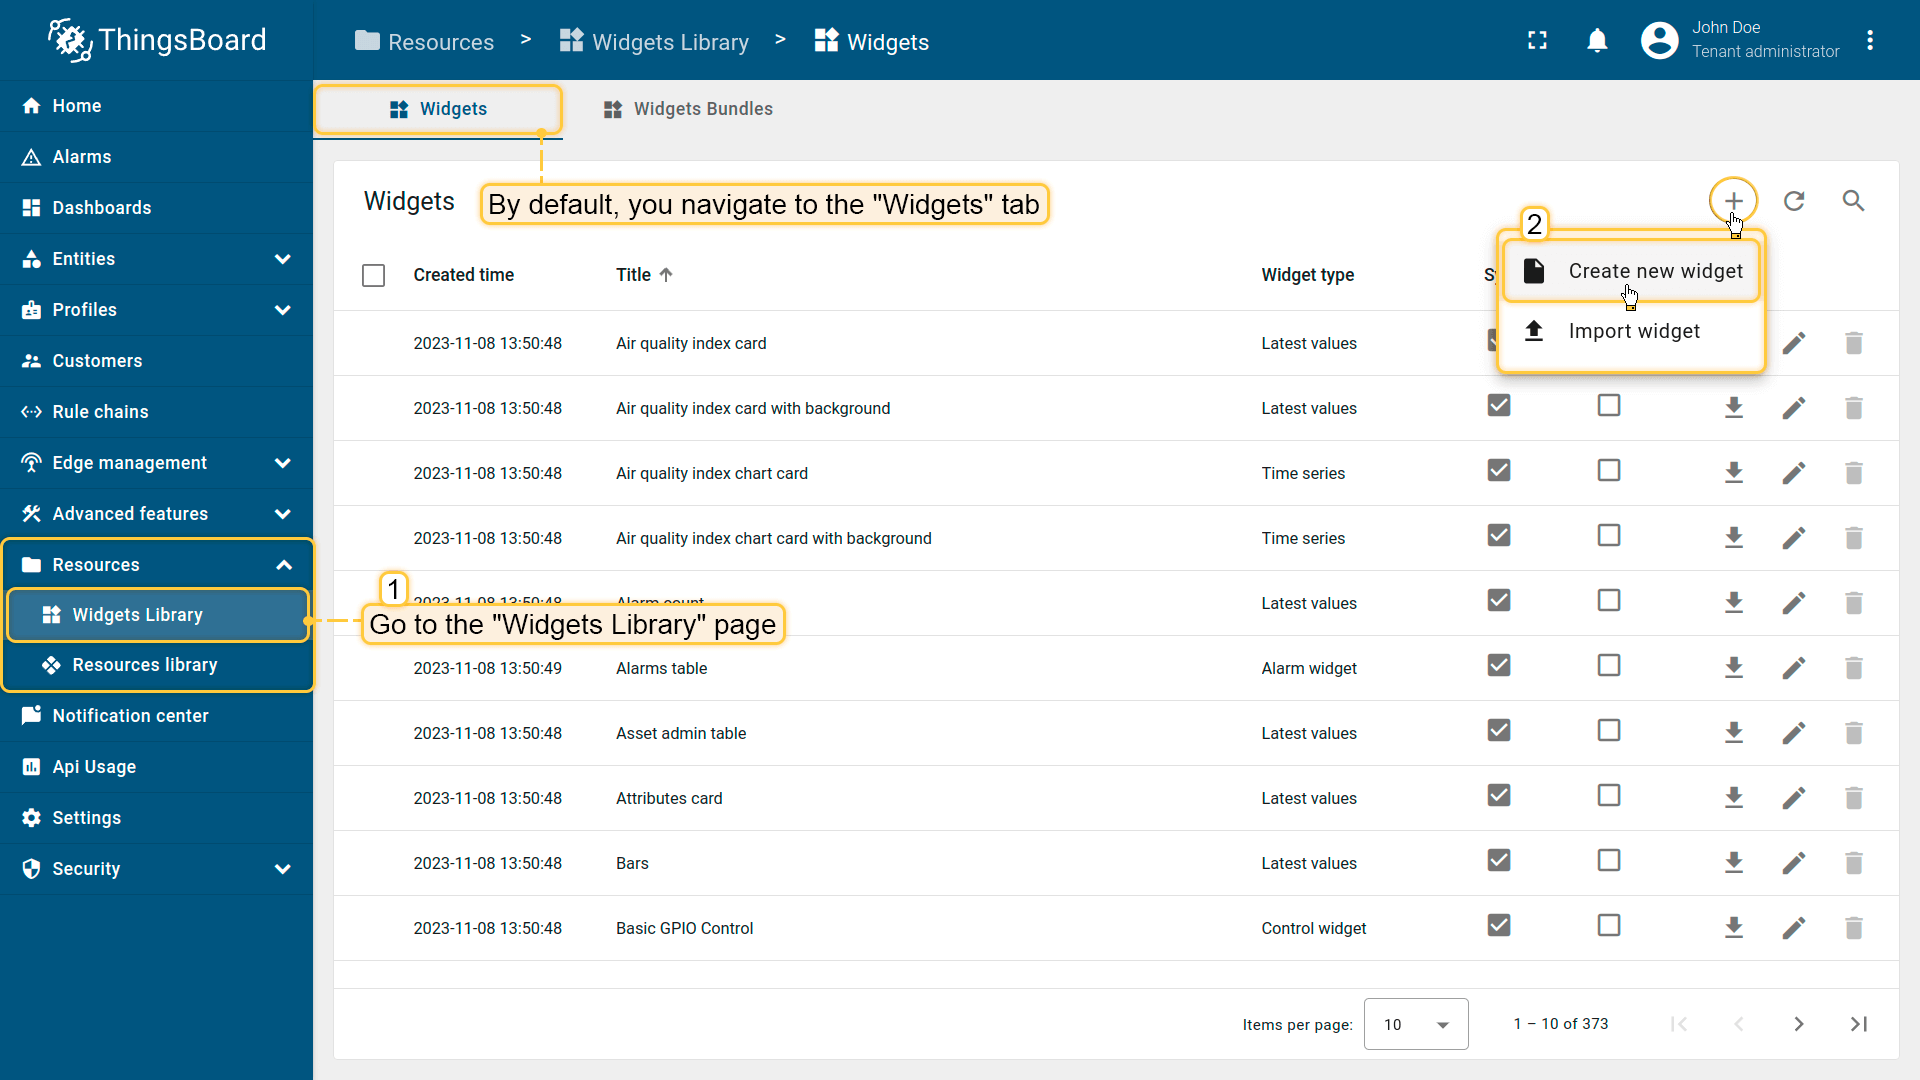 ThingsBoard
Resources > Widgets Library > Widgets
John Doe
Tenant administrator
Home
Alarms
Dashboards
Entities
Profiles
Customers
Rule chains
Edge management
Advanced features
Resources
Widgets Library
Resources library
Notification center
Api Usage
Settings
Security
Widgets
Widgets Bundles
Widgets
By default, you navigate to the "Widgets" tab
2
Create new widget
Import widget
Created time Title Widget type
2023-11-08 13:50:48 Air quality index card Latest values
2023-11-08 13:50:48 Air quality index card with background Latest values
2023-11-08 13:50:48 Air quality index chart card Time series
2023-11-08 13:50:48 Air quality index chart card with background Time series
1
2023-11-08 13:50:48 Alarm count Latest values
Go to the "Widgets Library" page
2023-11-08 13:50:49 Alarms table Alarm widget
2023-11-08 13:50:48 Asset admin table Latest values
2023-11-08 13:50:48 Attributes card Latest values
2023-11-08 13:50:48 Bars Latest values
2023-11-08 13:50:48 Basic GPIO Control Control widget
Items per page: 10 1 – 10 of 373